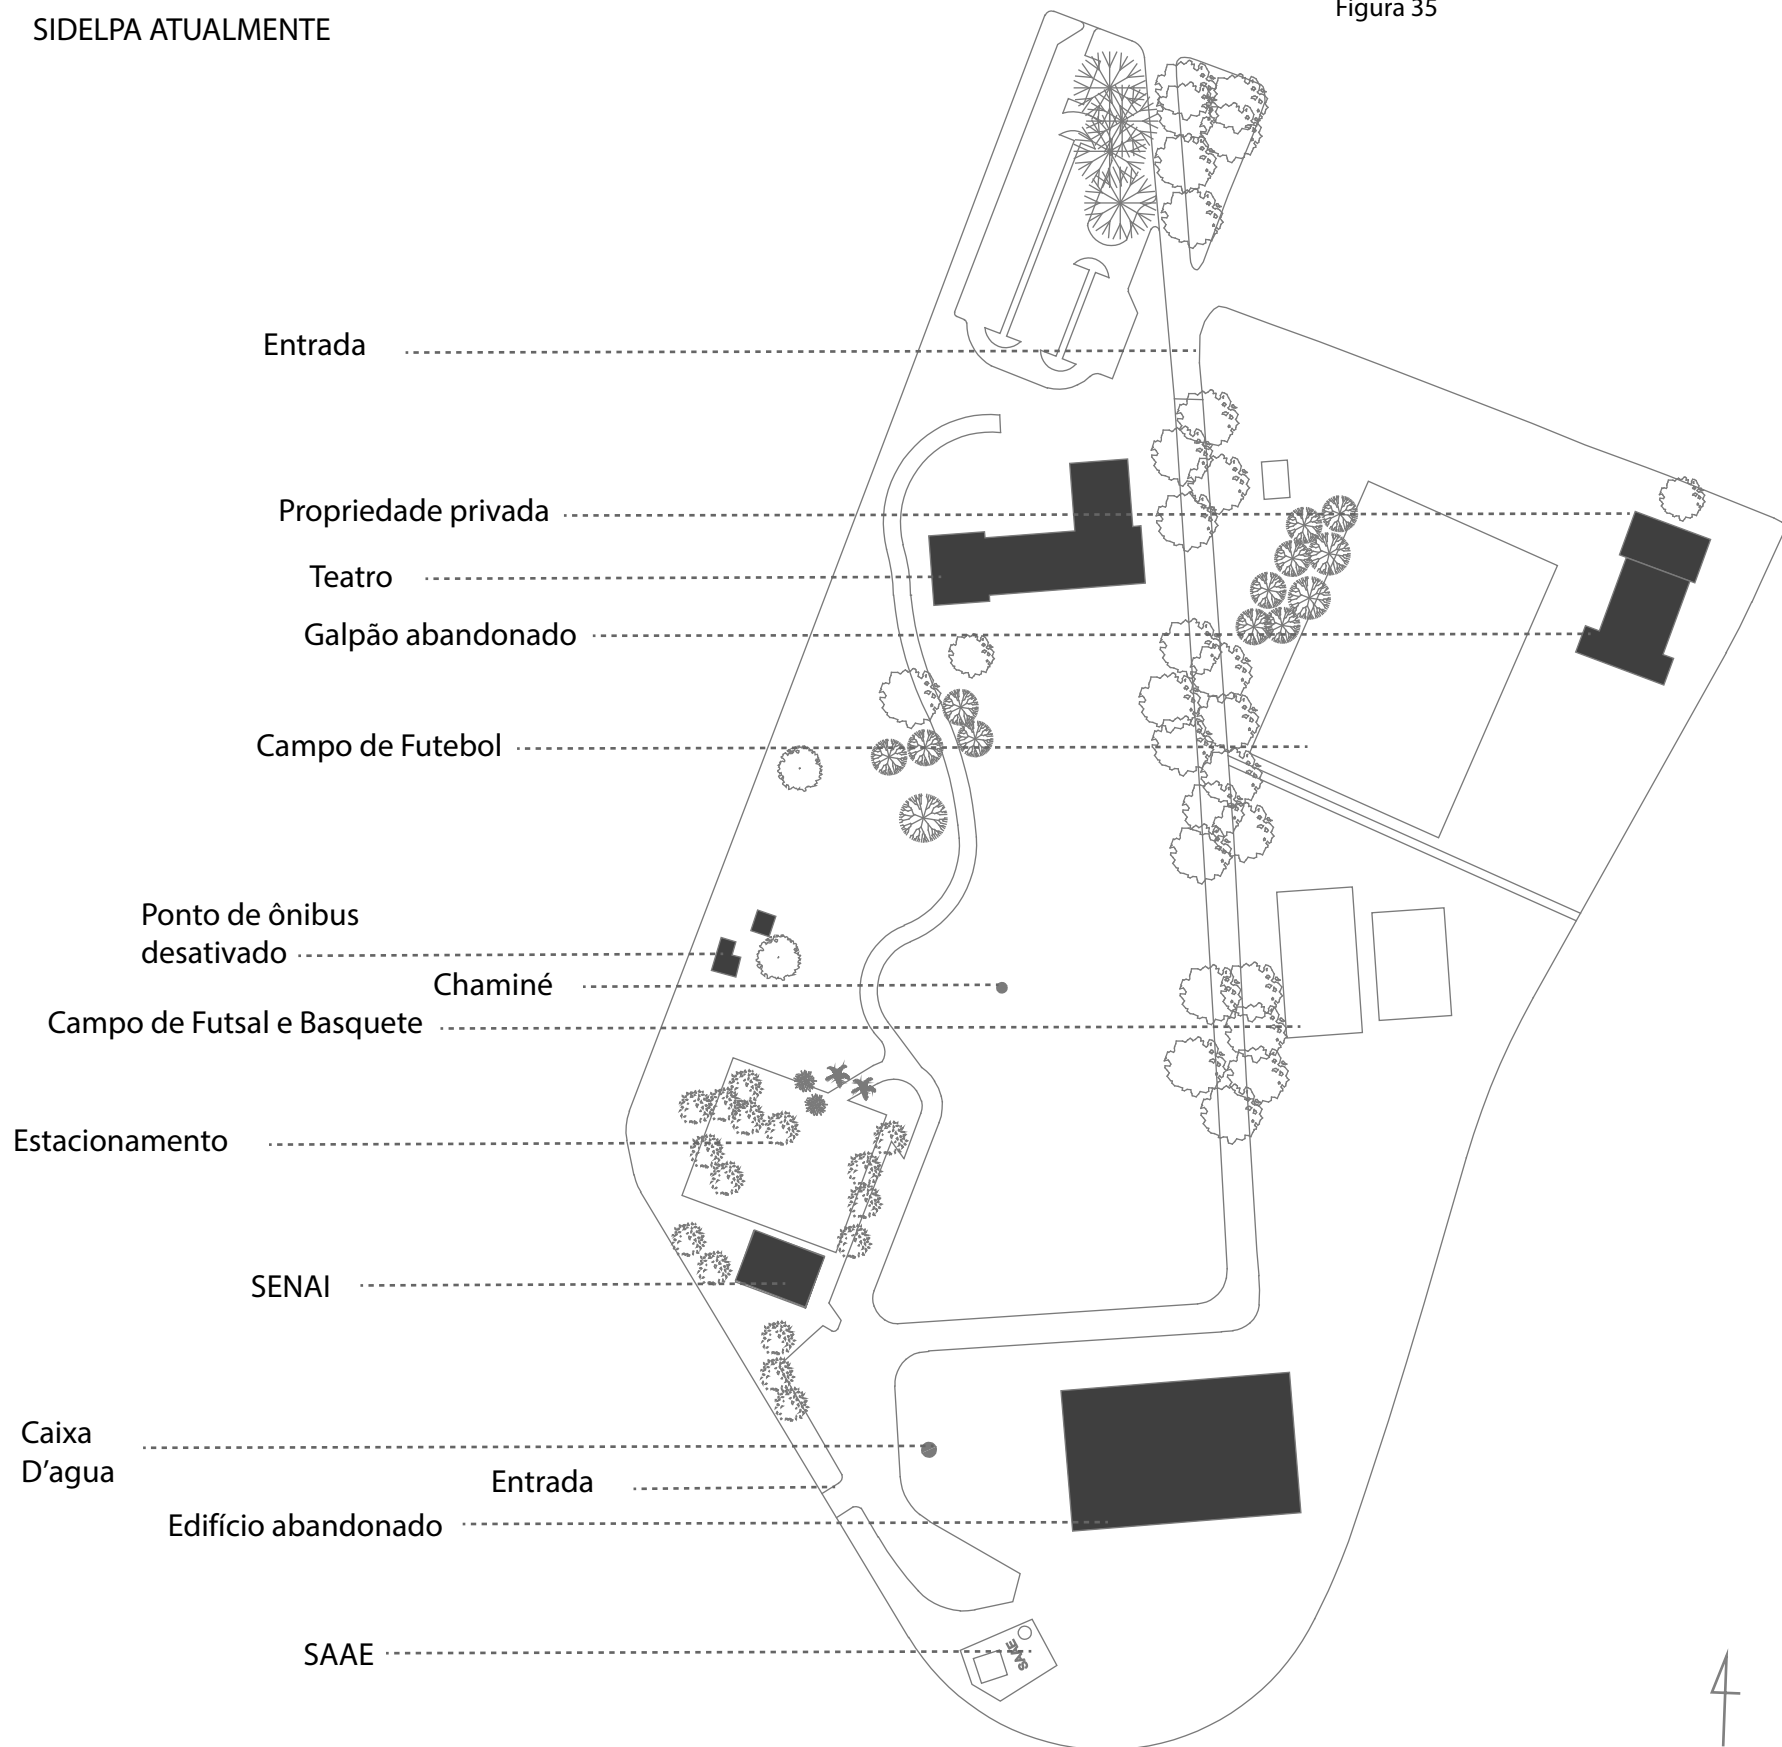 Figura 35
SIDELPA ATUALMENTE
Entrada
Propriedade privada
Teatro
Galpão abandonado
Campo de Futebol
Ponto de ônibus
desativado
Chaminé
Campo de Futsal e Basquete
Estacionamento
SENAI
Caixa
D’agua
Entrada
Edifício abandonado
SAAE
SAAE